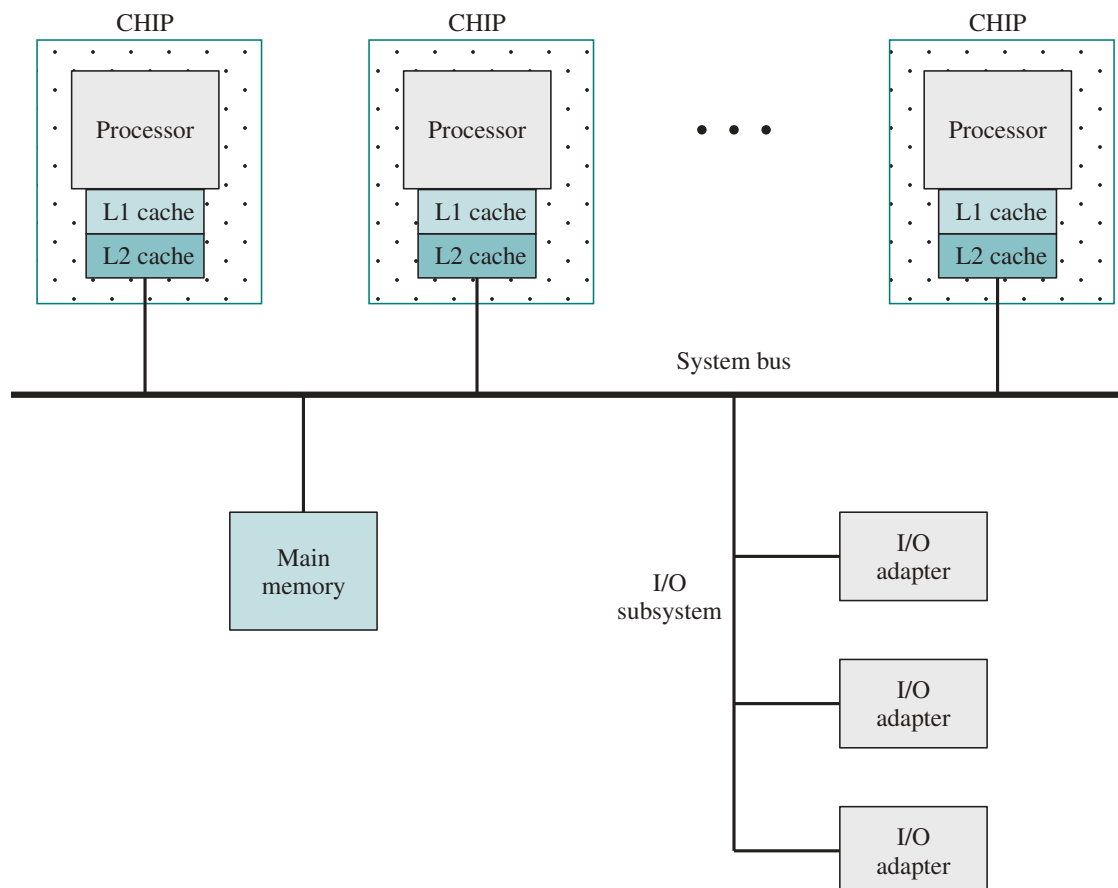 CHIP
CHIP
CHIP
Processor
Processor
Processor
L1 cache
L1 cache
L1 cache
L2 cache
L2 cache
L2 cache
System bus
Main
memory
I/O
subsystem
I/O
adapter
I/O
adapter
I/O
adapter